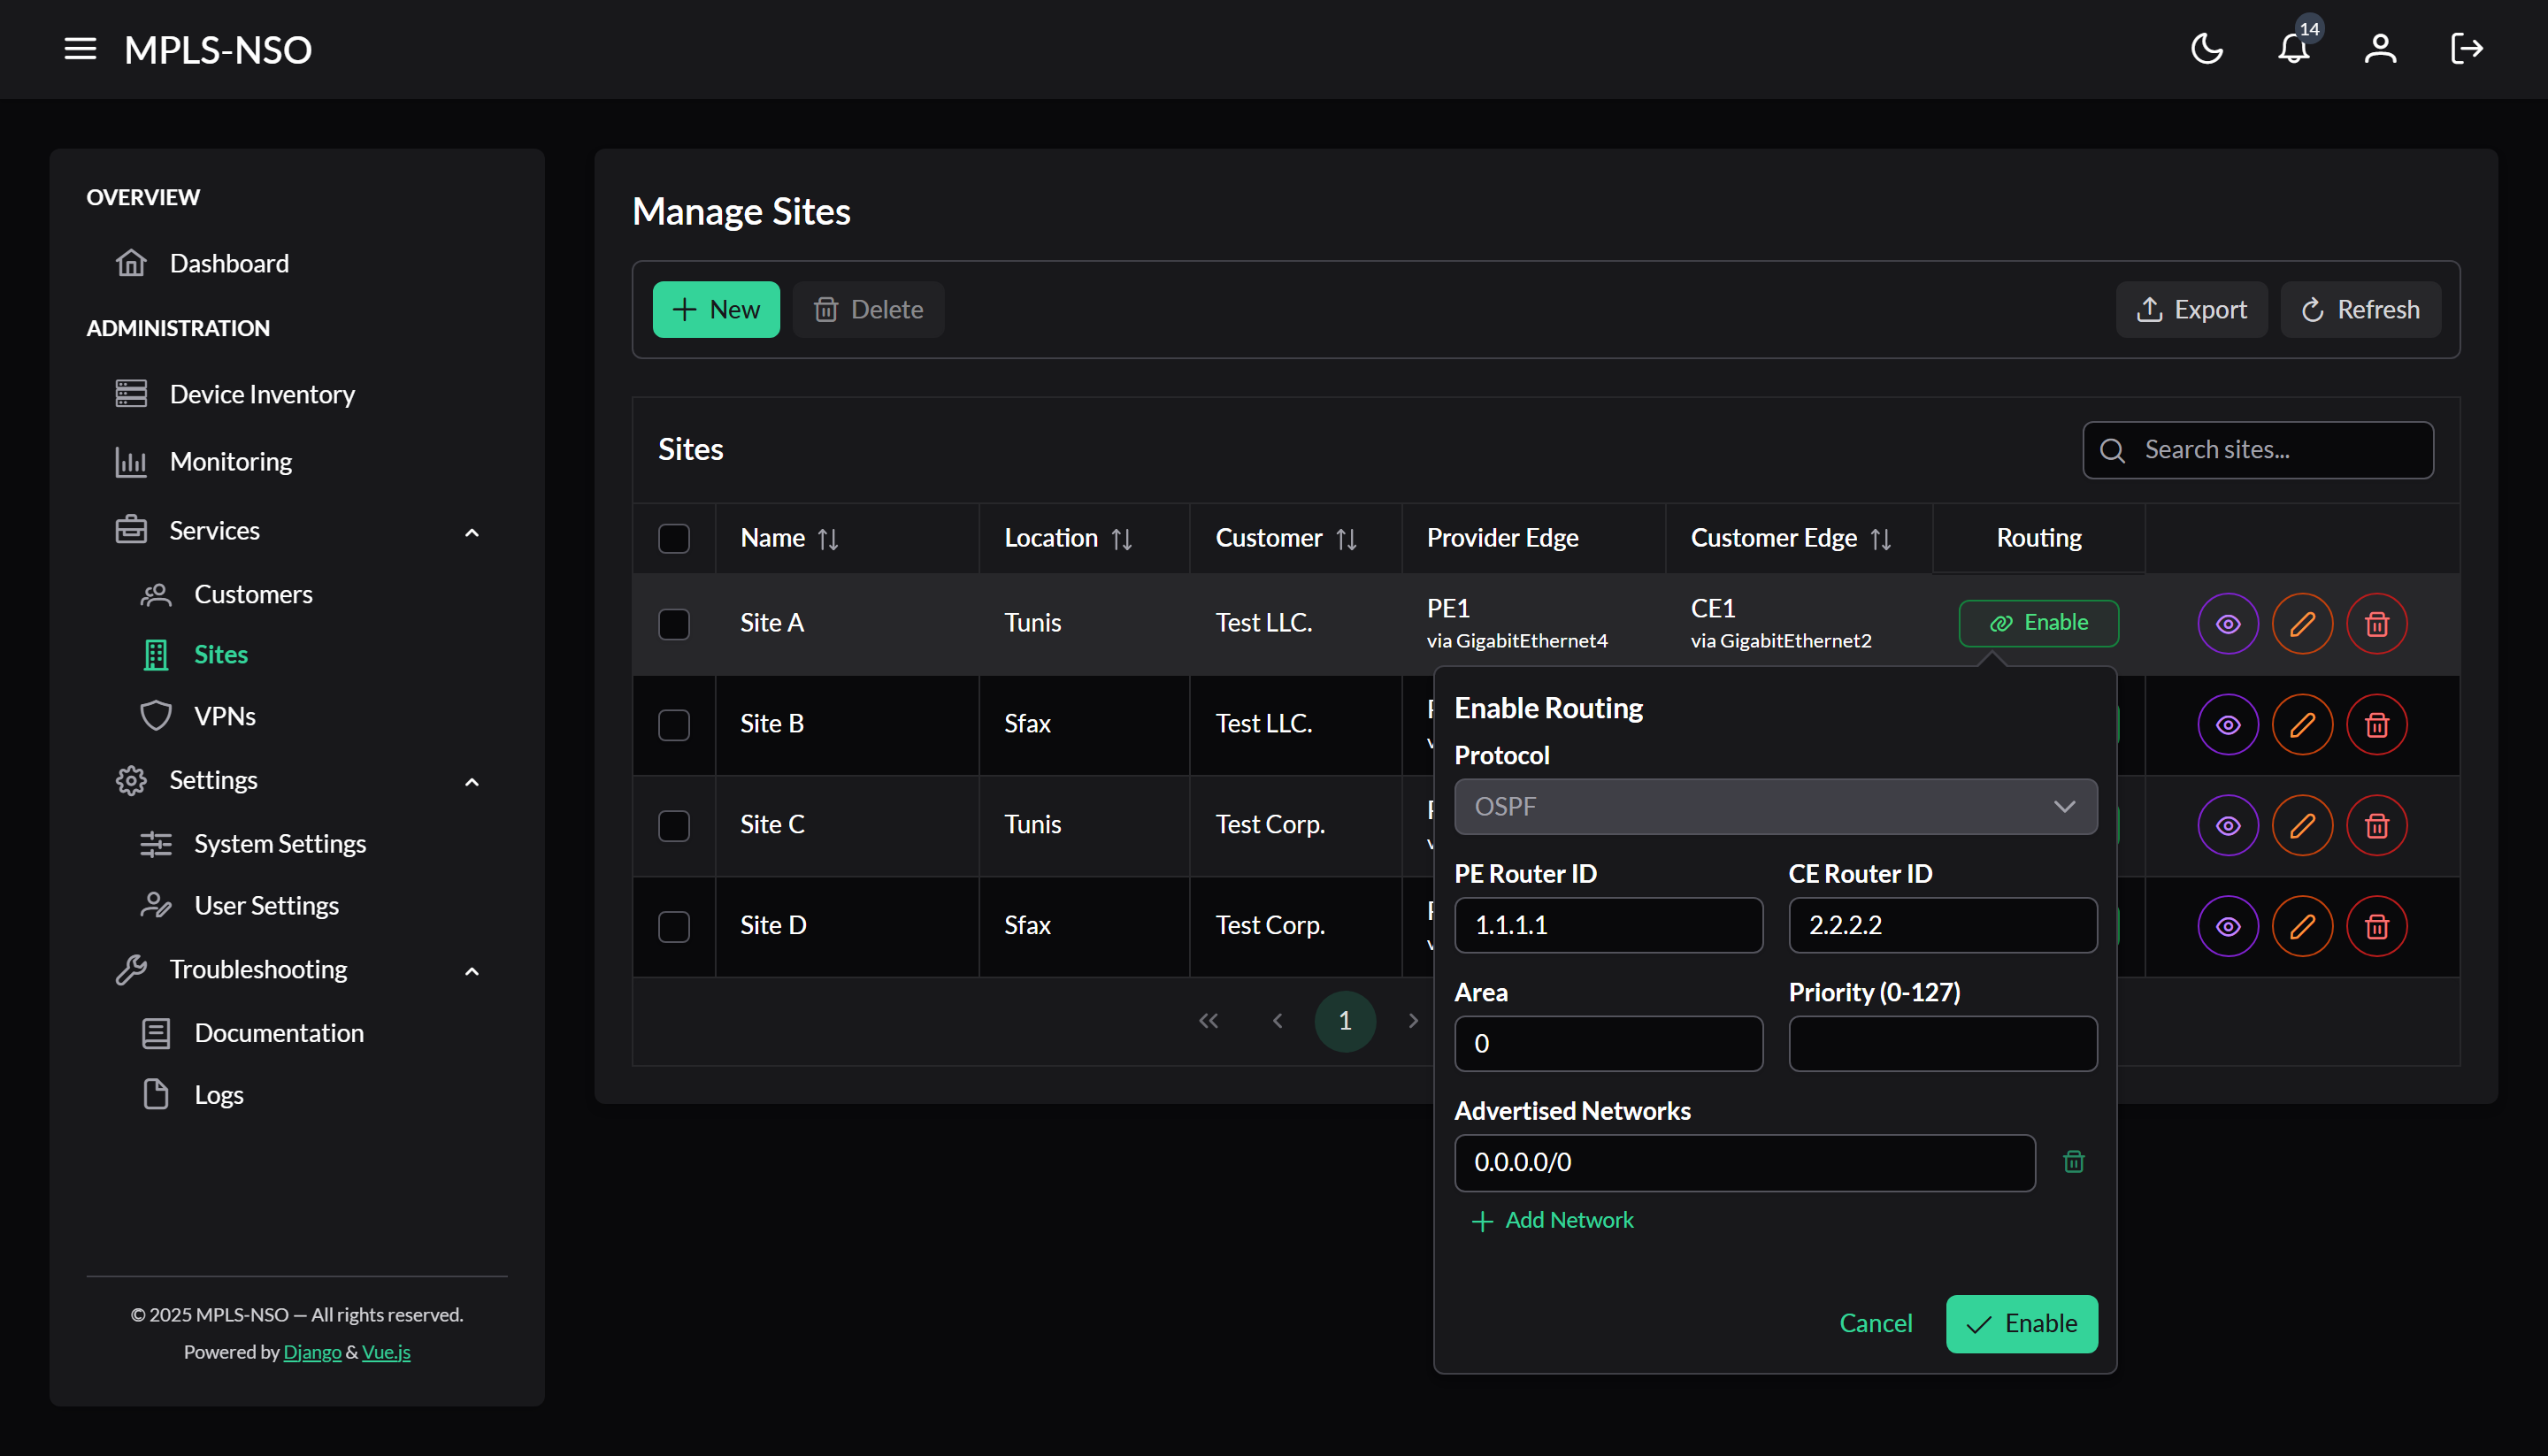 MPLS-NSO
14
OVERVIEW
Dashboard
ADMINISTRATION
Device Inventory
Monitoring
Services
Customers
Sites
VPNs
Settings
System Settings
User Settings
Troubleshooting
Documentation
Logs
© 2025 MPLS-NSO — All rights reserved.
Powered by Django & Vue.js
Manage Sites
New
Delete
Export
Refresh
Sites
Search sites...
Name
Location
Customer
Provider Edge
Customer Edge
Routing
Site A
Tunis
Test LLC.
PE1
via GigabitEthernet4
CE1
via GigabitEthernet2
Enable
Site B
Sfax
Test LLC.
Site C
Tunis
Test Corp.
Site D
Sfax
Test Corp.
1
Enable Routing
Protocol
OSPF
PE Router ID
CE Router ID
1.1.1.1
2.2.2.2
Area
Priority (0-127)
0
Advertised Networks
0.0.0.0/0
Add Network
Cancel
Enable